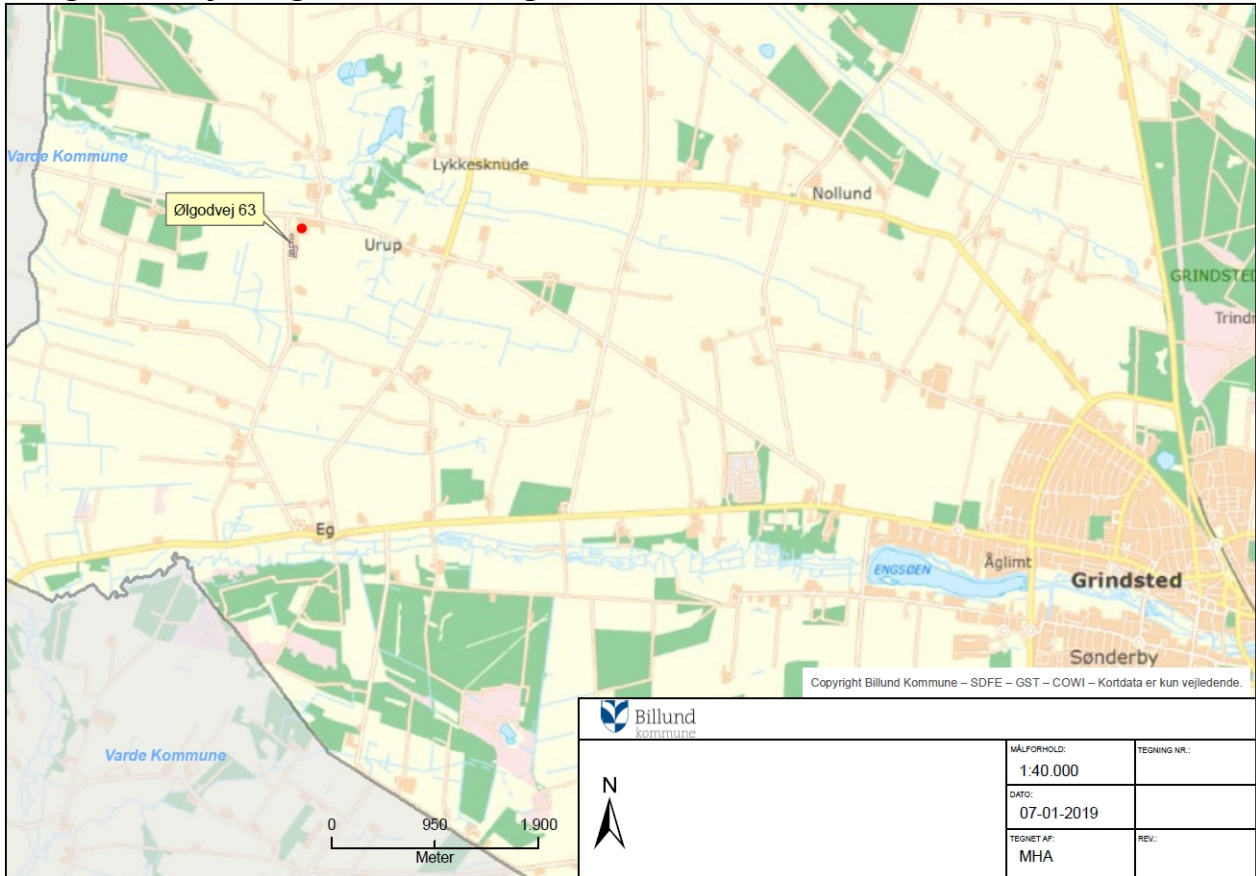 Varde Kommune
Lykkesknude
Nollund
Ølgodvej 63
Urup
GRINDSTED
Eg
ENGSØEN
Åglimt
Grindsted
Sønderby
Copyright Billund Kommune – SDFE – GST – COWI – Kortdata er kun vejledende.
Varde Kommune
0 950 1.900
Meter
Billund
kommune
N
MÅLFORHOLD:
1:40.000
TEGNING NR.:
DATO:
07-01-2019
TEGNET AF:
MHA
REV.: